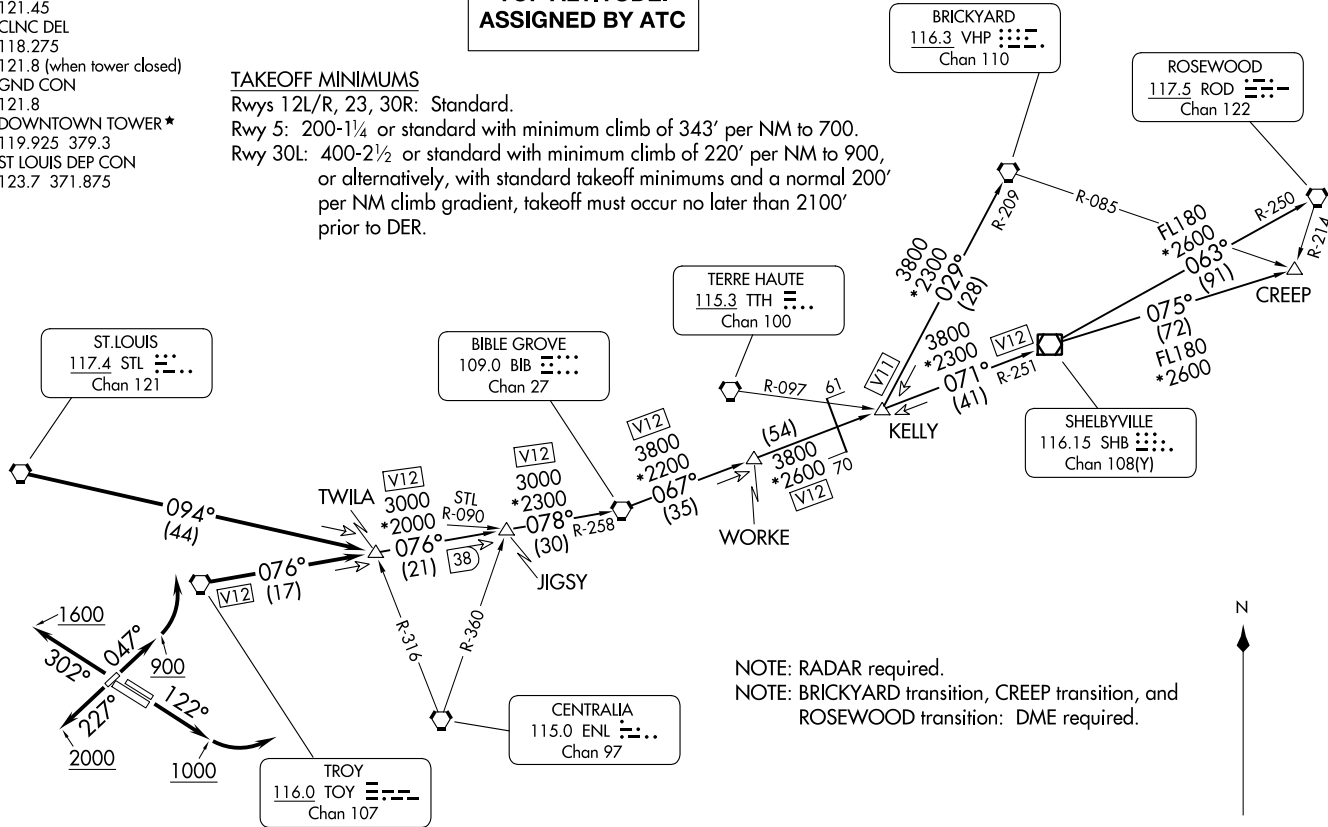 121.45
CLNC DEL
118.275
121.8 (when tower closed)
GND CON
121.8
DOWNTOWN TOWER★
119.925 379.3
ST LOUIS DEP CON
123.7 371.875
ASSIGNED BY ATC
TAKEOFF MINIMUMS
Rwys 12L/R, 23, 30R: Standard.
Rwy 5: 200-1¼ or standard with minimum climb of 343' per NM to 700.
Rwy 30L: 400-2½ or standard with minimum climb of 220' per NM to 900,
or alternatively, with standard takeoff minimums and a normal 200'
per NM climb gradient, takeoff must occur no later than 2100'
prior to DER.
BRICKYARD
116.3 VHP
Chan 110
ROSEWOOD
117.5 ROD
Chan 122
R-209
R-085
R-250
R-214
FL180
*2600
063°
(91)
CREEP
075°
(72)
FL180
*2600
3800
*2300
029°
(28)
V11
3800
*2300
V12
071°
R-251
(41)
KELLY
SHELBYVILLE
116.15 SHB
Chan 108(Y)
TERRE HAUTE
115.3 TTH
Chan 100
R-097
61
70
(54)
3800
*2600
V12
WORKE
BIBLE GROVE
109.0 BIB
Chan 27
V12
3800
*2200
067°
(35)
V12
3000
*2300
078°
R-258
(30)
JIGSY
ST.LOUIS
117.4 STL
Chan 121
094°
(44)
TWILA
V12
3000
*2000
STL
R-090
076°
(21)
38
076°
V12
(17)
R-316
R-360
CENTRALIA
115.0 ENL
Chan 97
TROY
116.0 TOY
Chan 107
1600
302°
047°
900
227°
122°
2000
1000
NOTE: RADAR required.
NOTE: BRICKYARD transition, CREEP transition, and
ROSEWOOD transition: DME required.
N